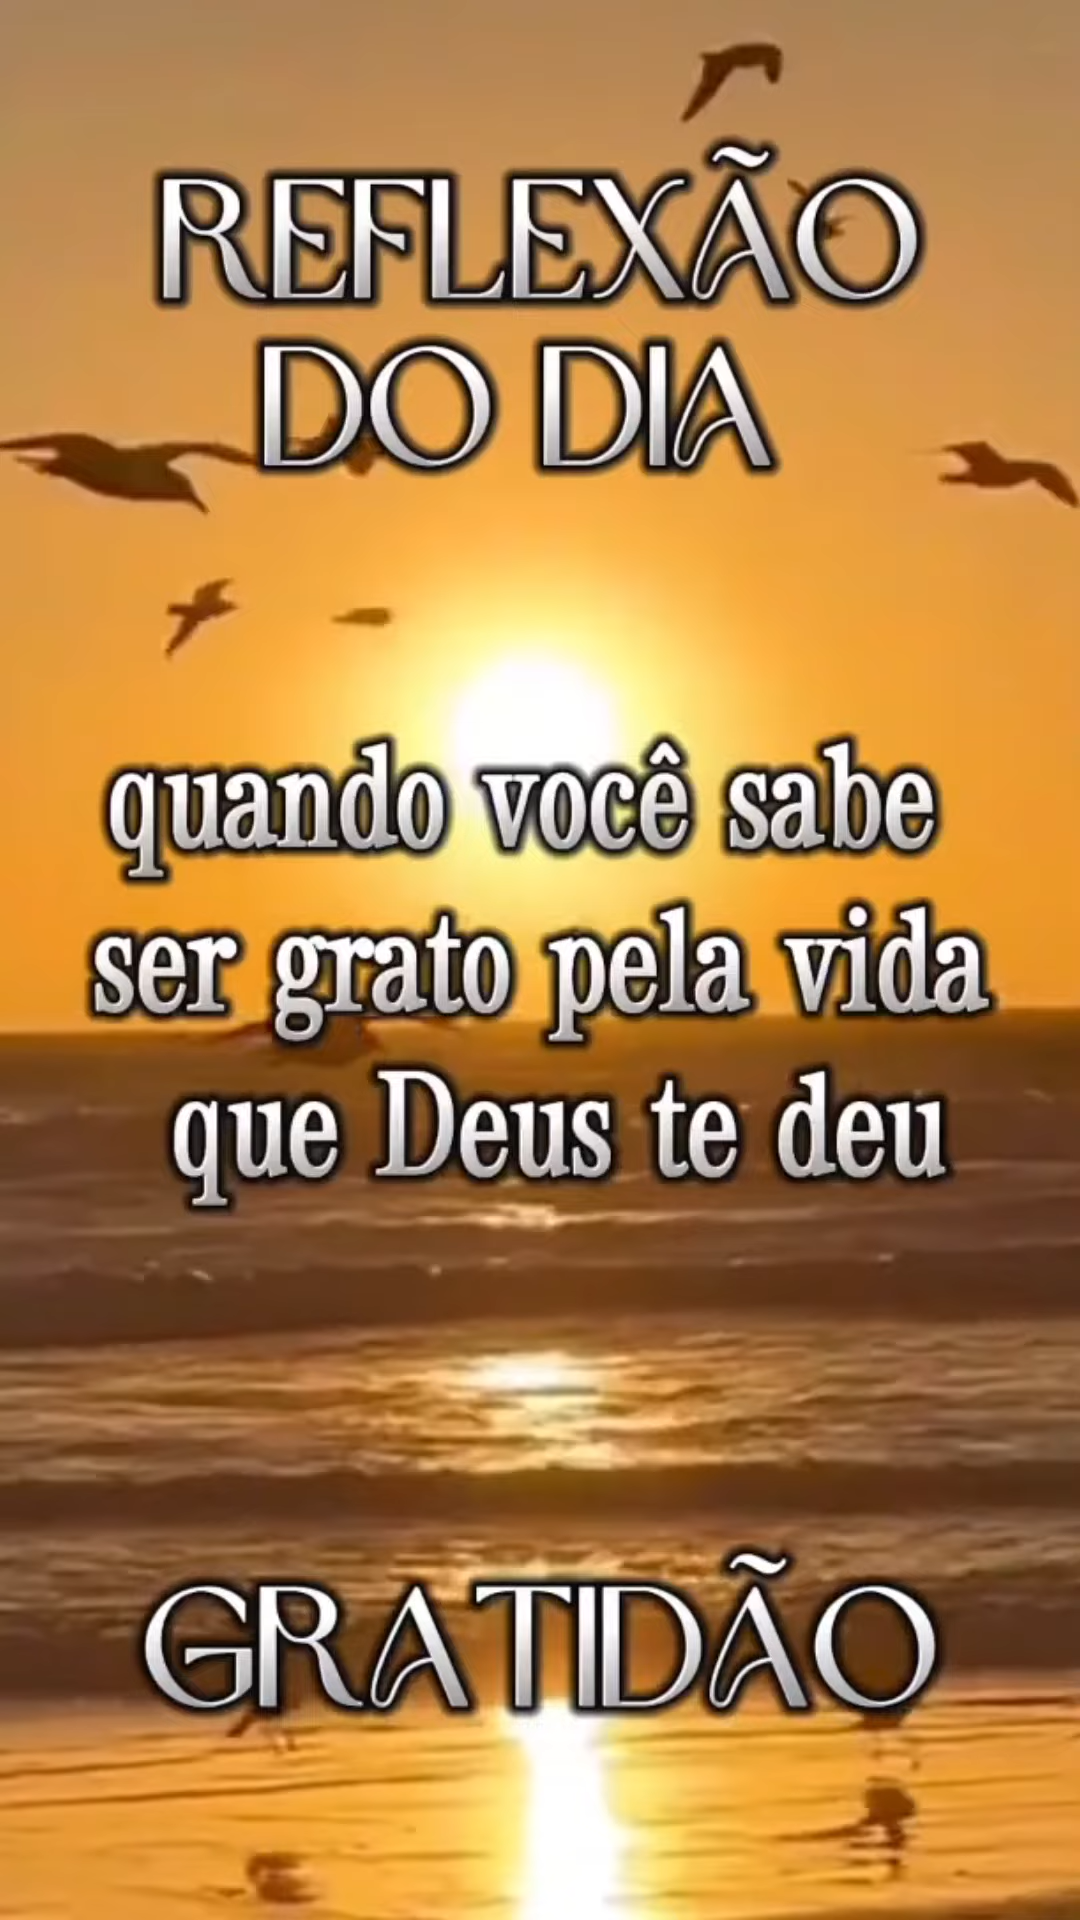 REFLEXÃO
DO DIA
quando você sabe
ser grato pela vida
que Deus te deu
GRATIDÃO